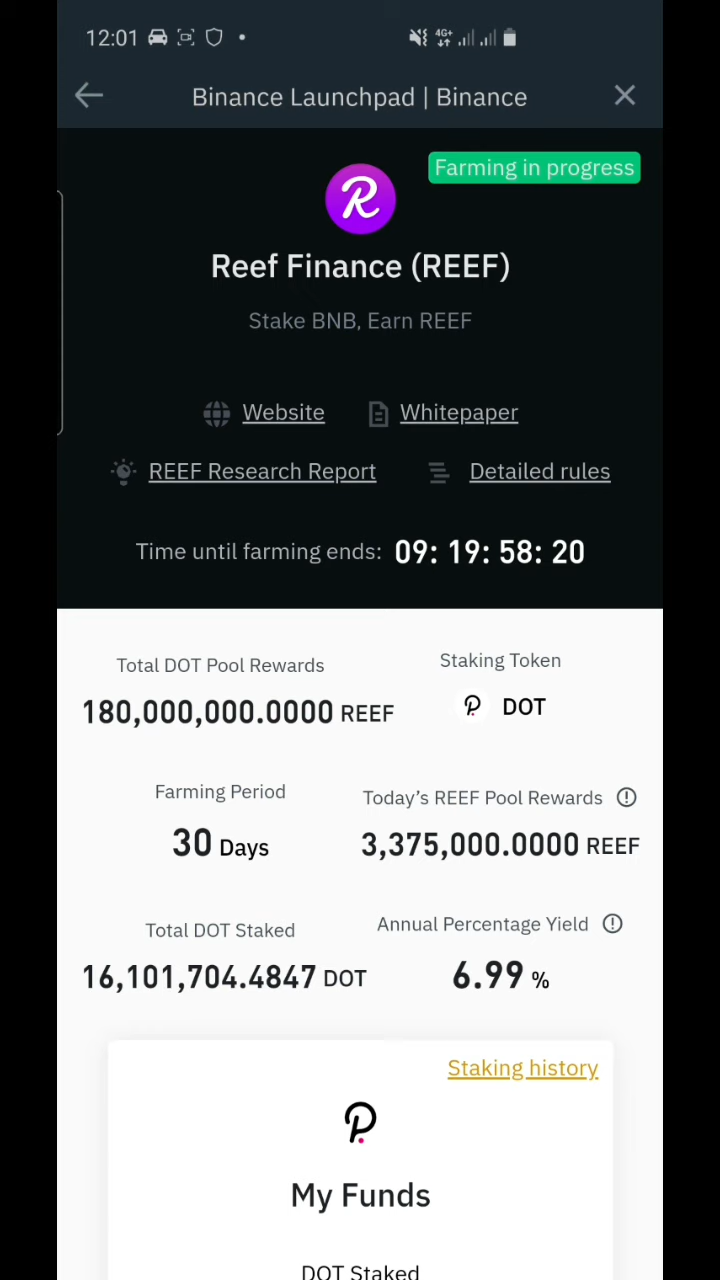 12:01
4G+
Binance Launchpad | Binance
Farming in progress
Reef Finance (REEF)
Stake BNB, Earn REEF
Website Whitepaper
REEF Research Report Detailed rules
Time until farming ends: 09: 19: 58: 20
Total DOT Pool Rewards
180,000,000.0000 REEF
Staking Token
DOT
Farming Period
30 Days
Today's REEF Pool Rewards
3,375,000.0000 REEF
Total DOT Staked
16,101,704.4847 DOT
Annual Percentage Yield
6.99 %
Staking history
My Funds
DOT Staked